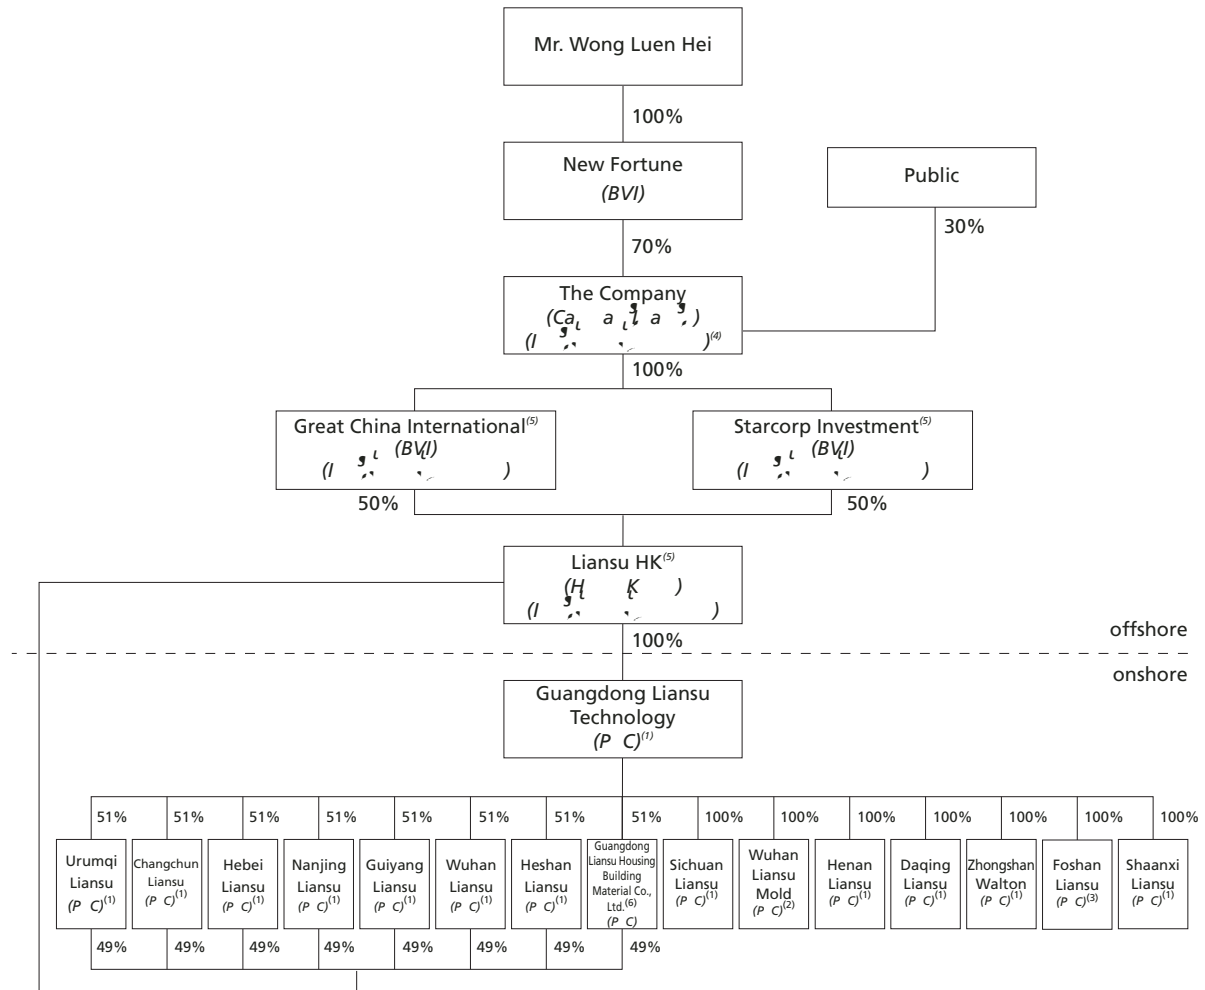 Mr. Wong Luen Hei
100%
New Fortune
(BVI)
Public
30%
70%
The Company
(4)
100%
Great China International(5)
(BVI)
Starcorp Investment(5)
(BVI)
50%
50%
Liansu HK(5)
100%
offshore
onshore
Guangdong Liansu
Technology
(P C)(1)
51%
51%
51%
51%
51%
51%
51%
51%
100%
100%
100%
100%
100%
100%
100%
Urumqi
Liansu
(P C)(1)
Changchun
Liansu
(P C)(1)
Hebei
Liansu
(P C)(1)
Nanjing
Liansu
(P C)(1)
Guiyang
Liansu
(P C)(1)
Wuhan
Liansu
(P C)(1)
Heshan
Liansu
(P C)(1)
Guangdong
Liansu Housing
Building
Material Co.,
Ltd.(6)
(P C)
Sichuan
Liansu
(P C)(1)
Wuhan
Liansu
Mold
(P C)(2)
Henan
Liansu
(P C)(1)
Daqing
Liansu
(P C)(1)
Zhongshan
Walton
(P C)(1)
Foshan
Liansu
(P C)(3)
Shaanxi
Liansu
(P C)(1)
49%
49%
49%
49%
49%
49%
49%
49%